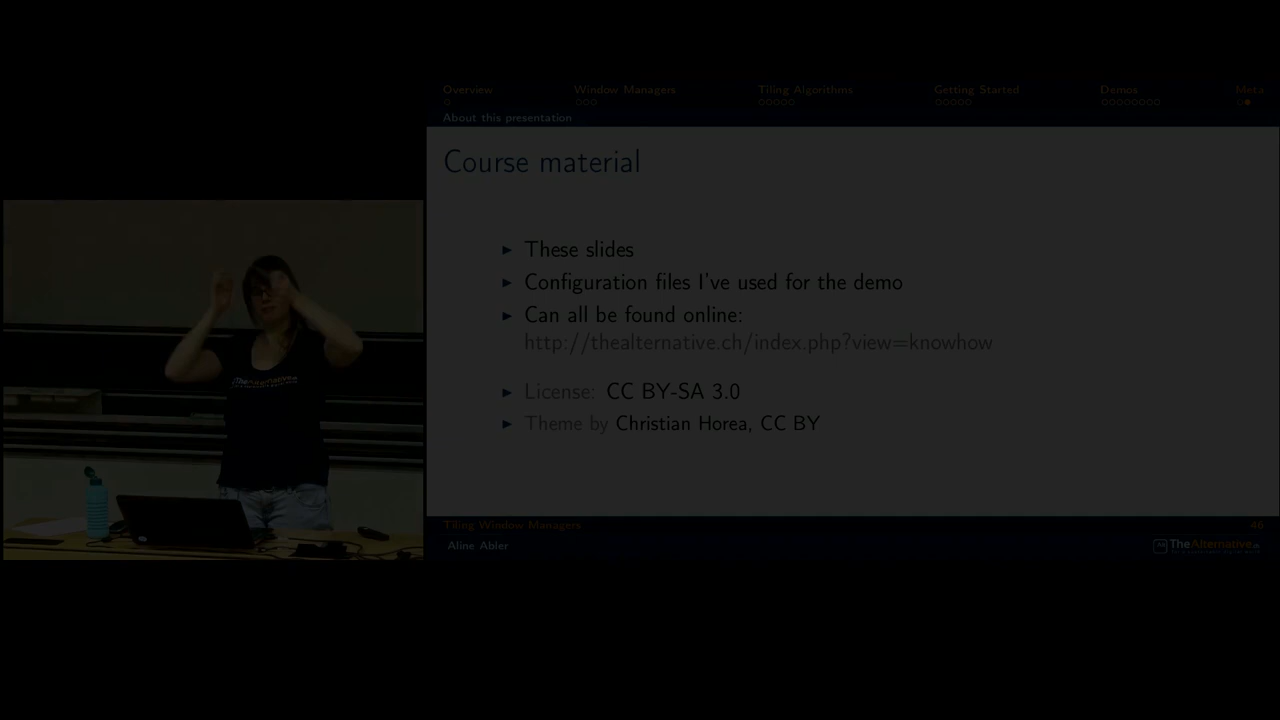 Overview Window Managers Tiling Algorithms Getting Started Demos Meta
About this presentation
Course material
These slides
Configuration files I've used for the demo
Can all be found online:
http://thealternative.ch/index.php?view=knowhow
License: CC BY-SA 3.0
Theme by Christian Horea, CC BY
Tiling Window Managers 46
Aline Abler
TheAlternative.ch